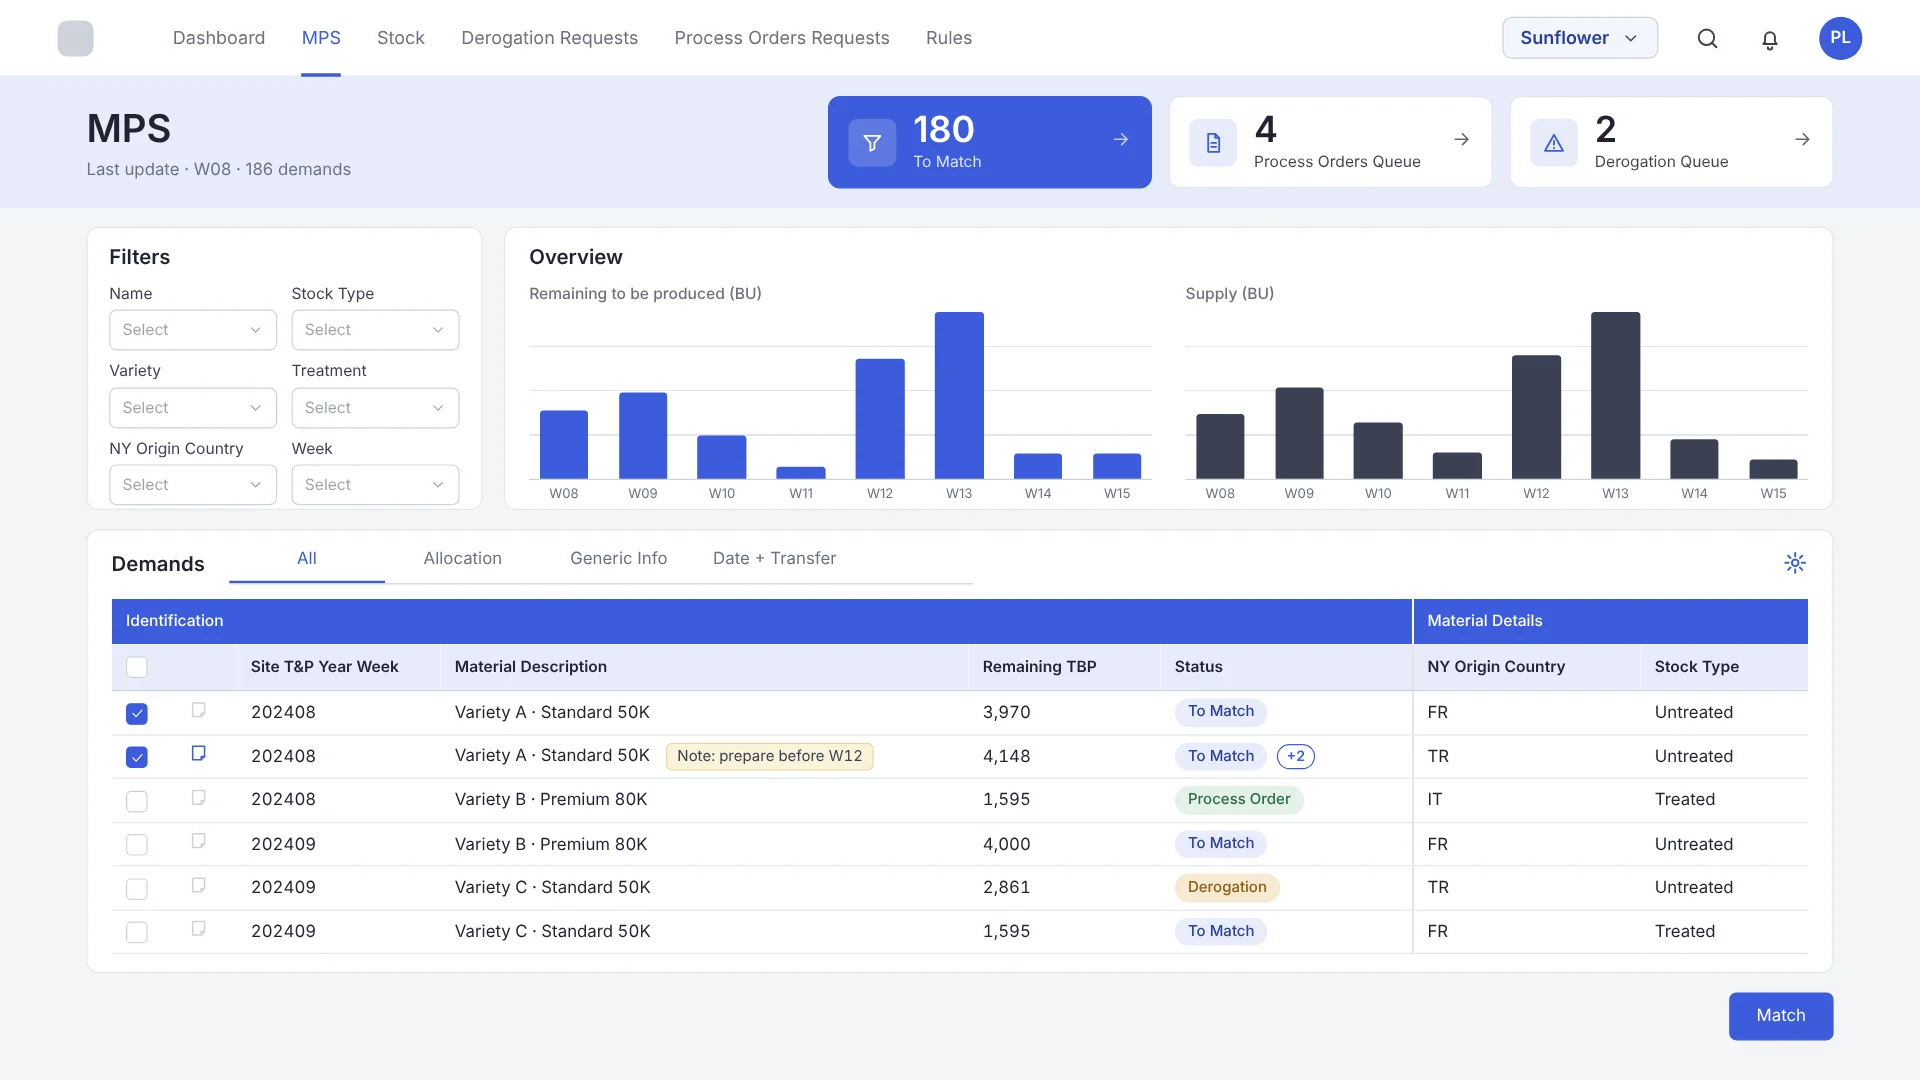 Dashboard MPS Stock Derogation Requests Process Orders Requests Rules Sunflower PL
MPS
Last update · W08 · 186 demands
180
To Match
4
Process Orders Queue
2
Derogation Queue
Filters
Name Stock Type
Select Select
Variety Treatment
Select Select
NY Origin Country Week
Select Select
Overview
Remaining to be produced (BU)
W08 W09 W10 W11 W12 W13 W14 W15
Supply (BU)
W08 W09 W10 W11 W12 W13 W14 W15
Demands All Allocation Generic Info Date + Transfer
Identification Material Details
Site T&P Year Week Material Description Remaining TBP Status NY Origin Country Stock Type
202408 Variety A · Standard 50K 3,970 To Match FR Untreated
202408 Variety A · Standard 50K Note: prepare before W12 4,148 To Match +2 TR Untreated
202408 Variety B · Premium 80K 1,595 Process Order IT Treated
202409 Variety B · Premium 80K 4,000 To Match FR Untreated
202409 Variety C · Standard 50K 2,861 Derogation TR Untreated
202409 Variety C · Standard 50K 1,595 To Match FR Treated
Match